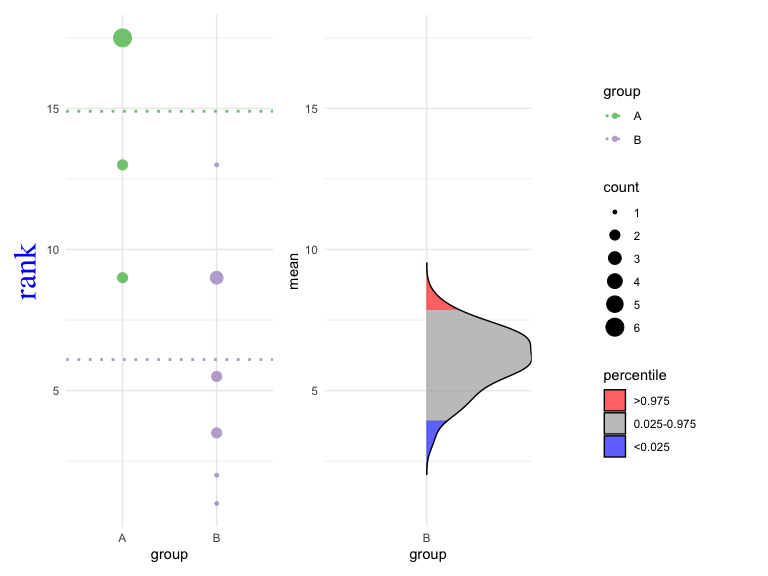 rank
15
10
5
A
B
group
mean
15
10
5
B
group
group
A
B
count
1
2
3
4
5
6
percentile
>0.975
0.025-0.975
<0.025